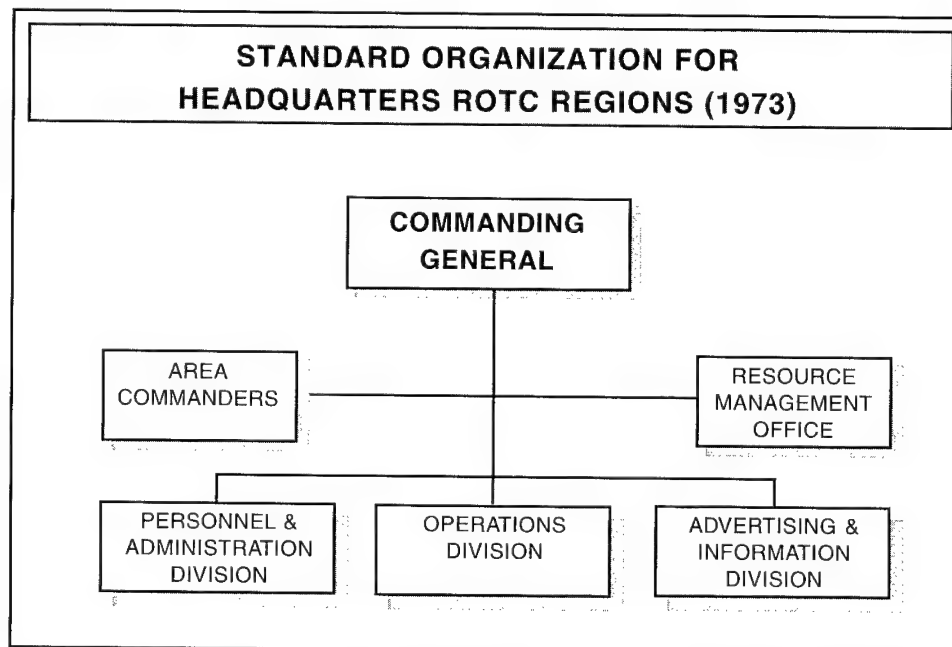 STANDARD ORGANIZATION FOR
HEADQUARTERS ROTC REGIONS (1973)
COMMANDING
GENERAL
AREA
COMMANDERS
RESOURCE
MANAGEMENT
OFFICE
PERSONNEL &
ADMINISTRATION
DIVISION
OPERATIONS
DIVISION
ADVERTISING &
INFORMATION
DIVISION